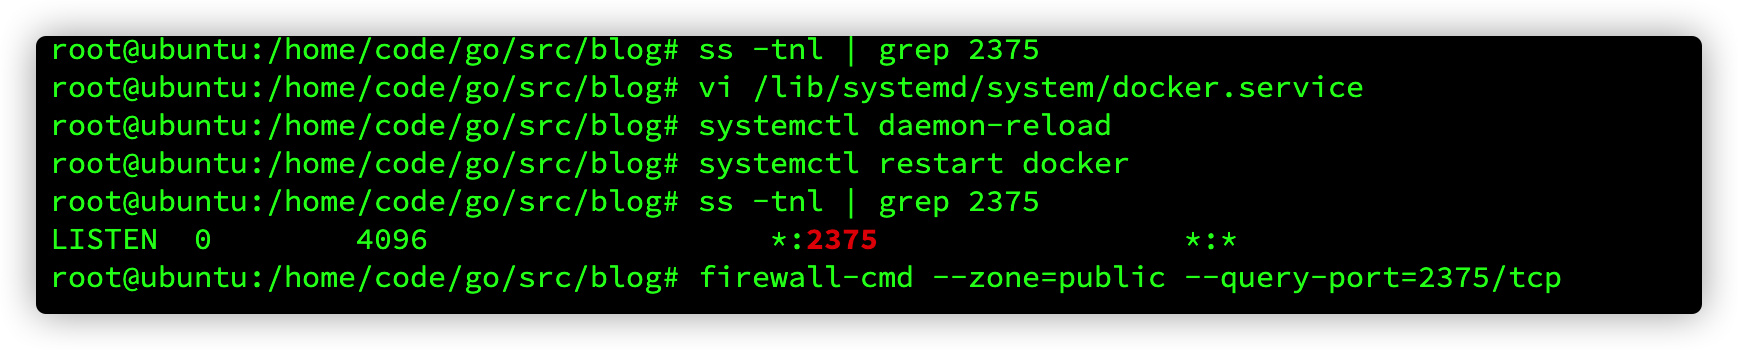 root@ubuntu:/home/code/go/src/blog# ss -tnl | grep 2375
root@ubuntu:/home/code/go/src/blog# vi /lib/systemd/system/docker.service
root@ubuntu:/home/code/go/src/blog# systemctl daemon-reload
root@ubuntu:/home/code/go/src/blog# systemctl restart docker
root@ubuntu:/home/code/go/src/blog# ss -tnl | grep 2375
LISTEN  0        4096                   *:2375                 *:*
root@ubuntu:/home/code/go/src/blog# firewall-cmd --zone=public --query-port=2375/tcp